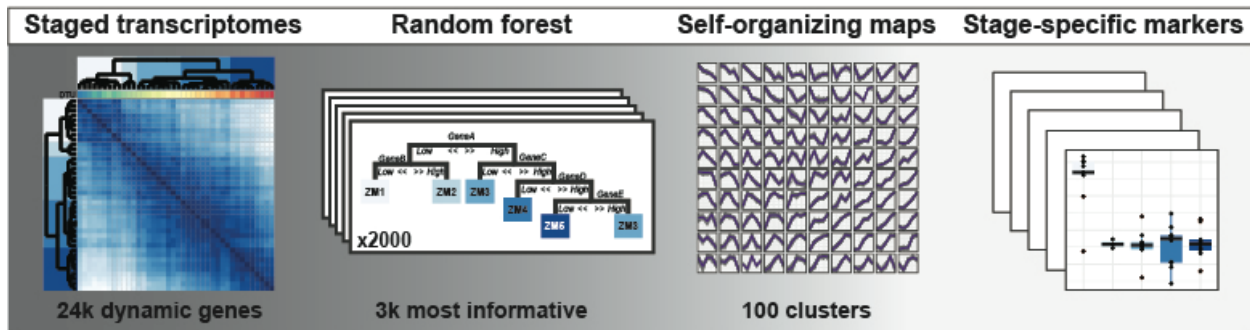 Staged transcriptomes
Random forest
Self-organizing maps
Stage-specific markers
DTU
GeneA
Low << >> High
GeneB
GeneC
Low << >> High
Low << >> High
GeneD
ZM1
ZM2
ZM3
Low << >> High
GeneE
ZM4
Low << >> High
ZM5
ZM3
x2000
24k dynamic genes
3k most informative
100 clusters